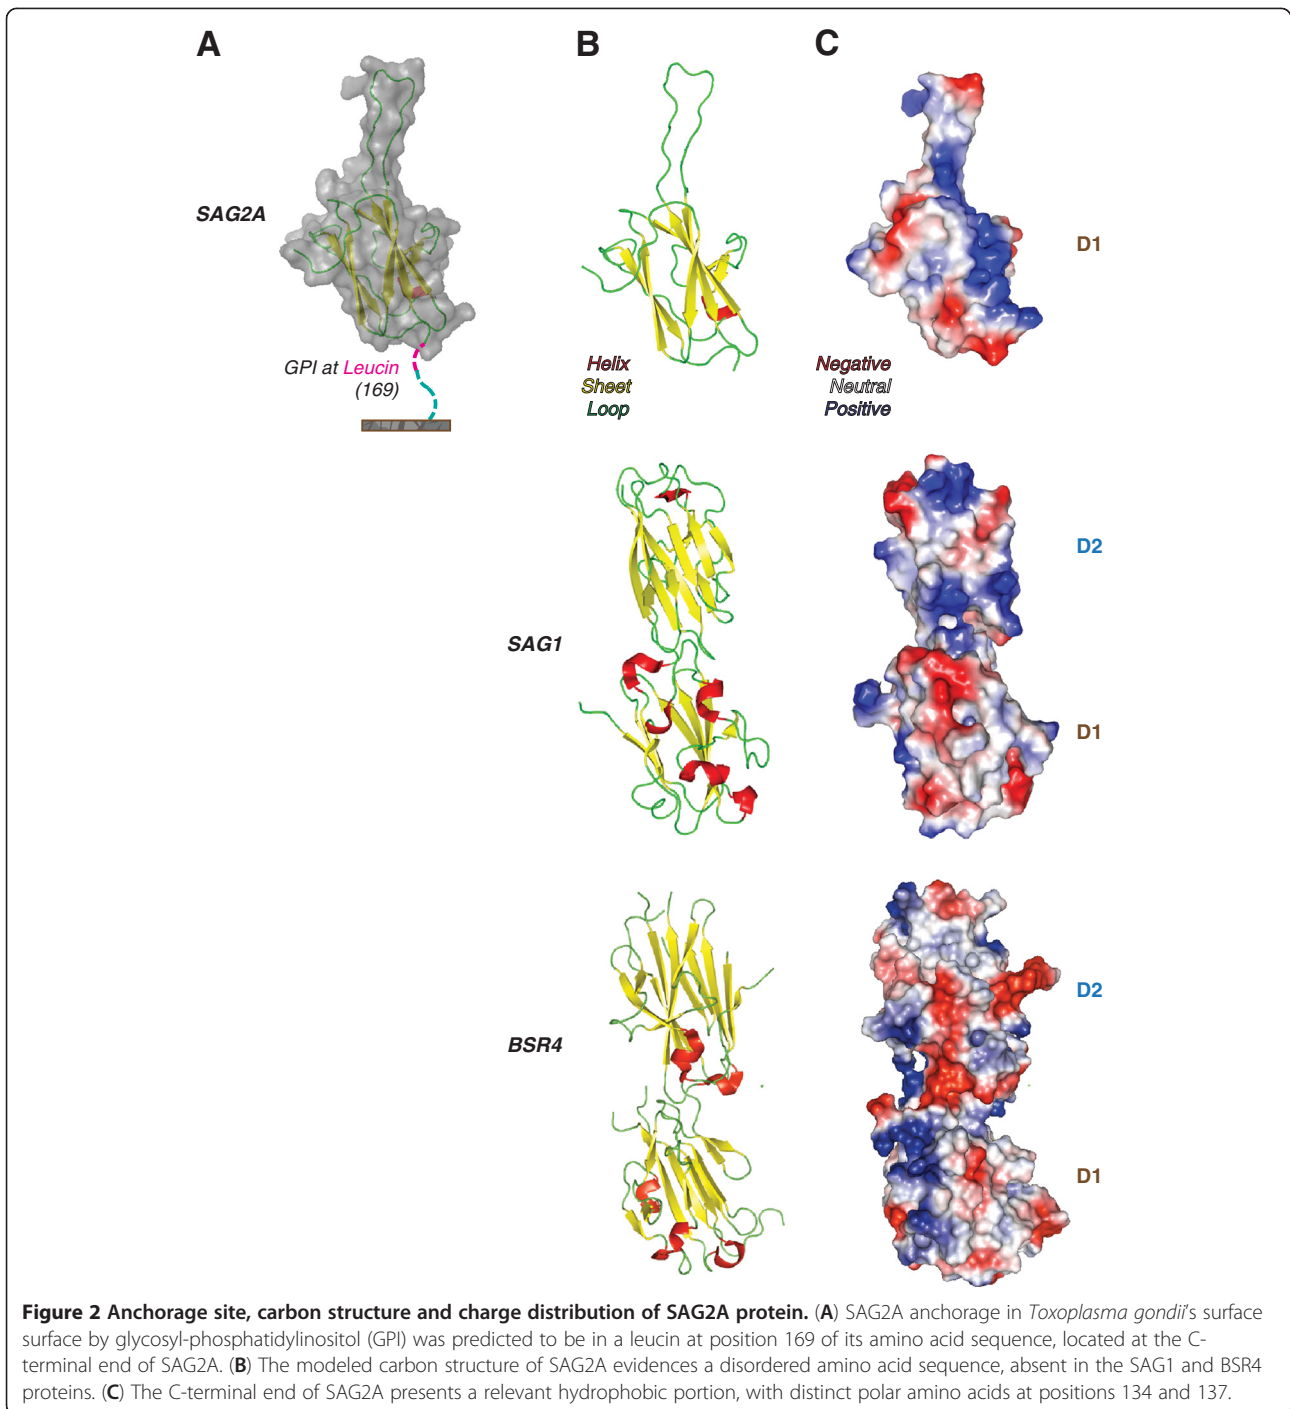 A
B
C
SAG2A
D1
GPI at Leucin
(169)
Helix
Sheet
Loop
Negative
Neutral
Positive
D2
SAG1
D1
D2
BSR4
D1
Figure 2 Anchorage site, carbon structure and charge distribution of SAG2A protein. (A) SAG2A anchorage in Toxoplasma gondii's surface
surface by glycosyl-phosphatidylinositol (GPI) was predicted to be in a leucin at position 169 of its amino acid sequence, located at the C-
terminal end of SAG2A. (B) The modeled carbon structure of SAG2A evidences a disordered amino acid sequence, absent in the SAG1 and BSR4
proteins. (C) The C-terminal end of SAG2A presents a relevant hydrophobic portion, with distinct polar amino acids at positions 134 and 137.